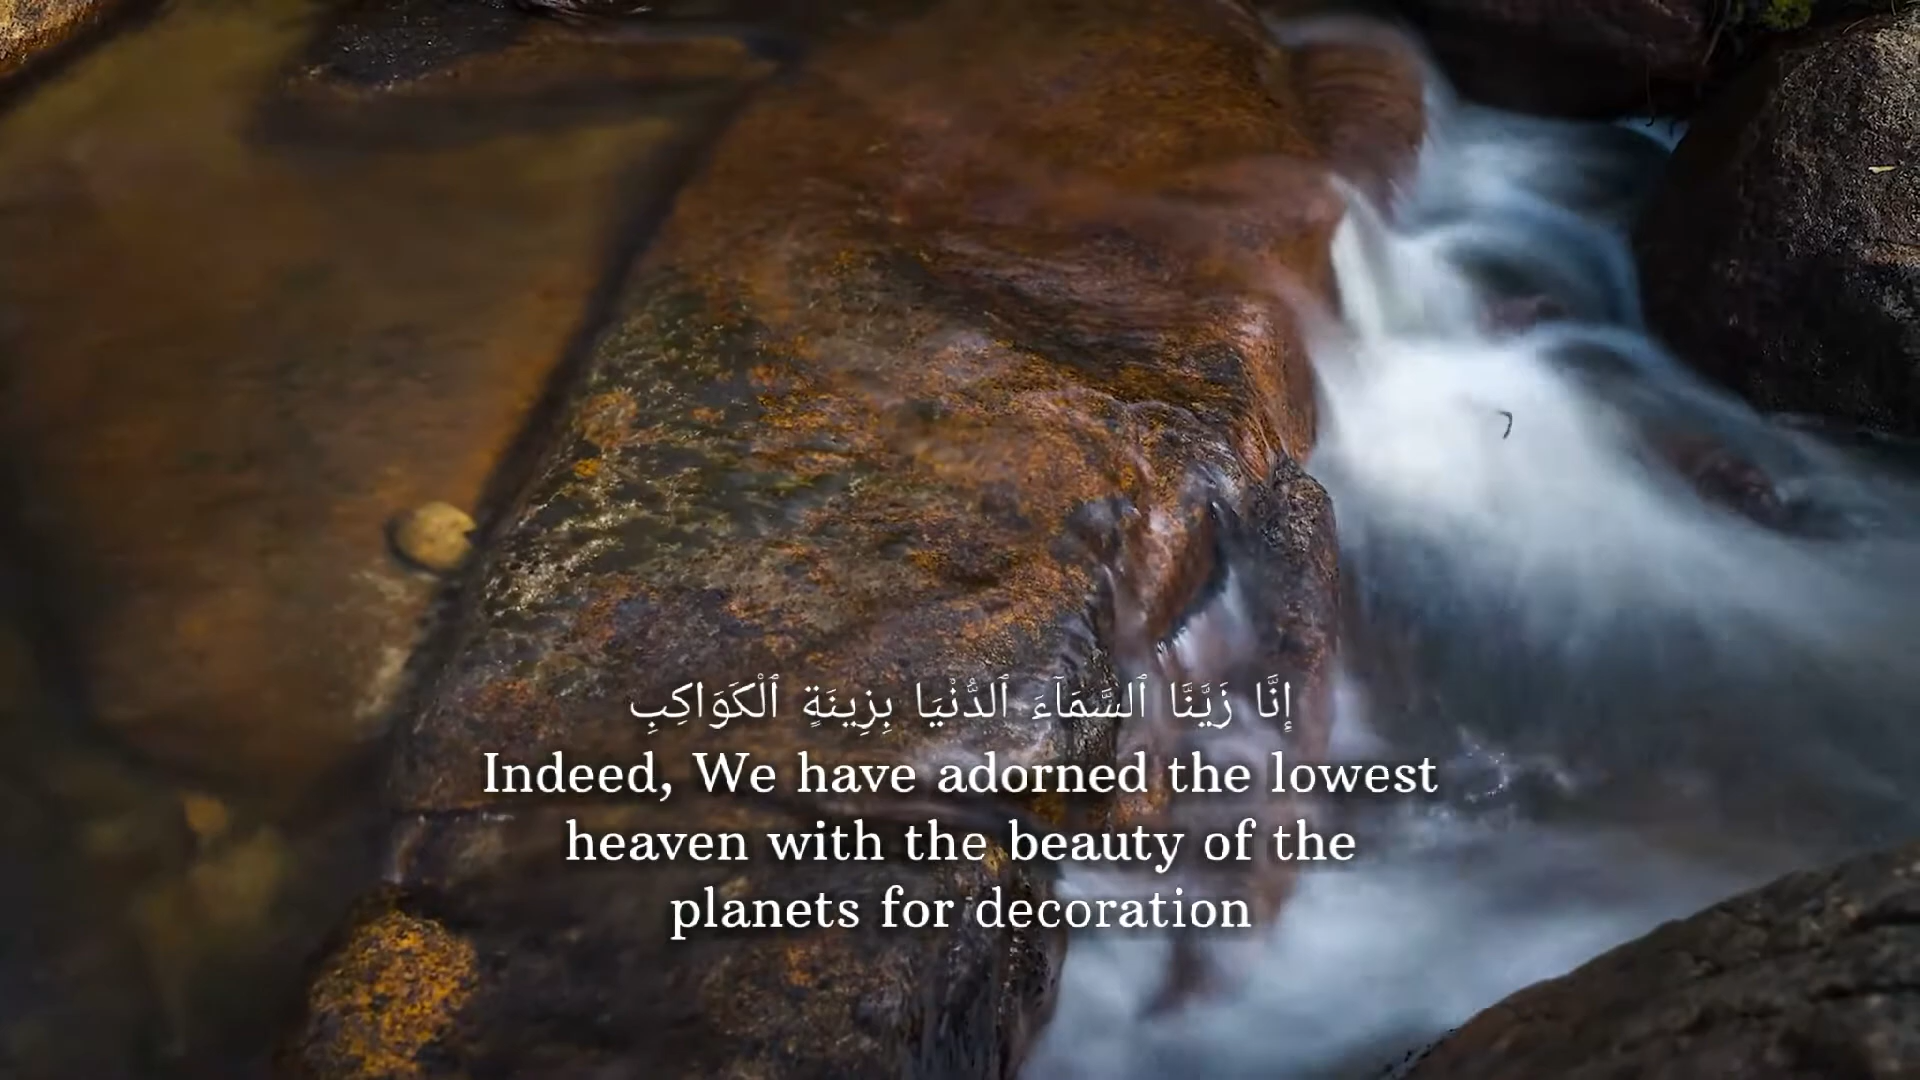 إِنَّا زَيَّنَّا ٱلسَّمَآءَ ٱلدُّنْيَا بِزِينَةٍ ٱلْكَوَاكِبِ
Indeed, We have adorned the lowest
heaven with the beauty of the
planets for decoration